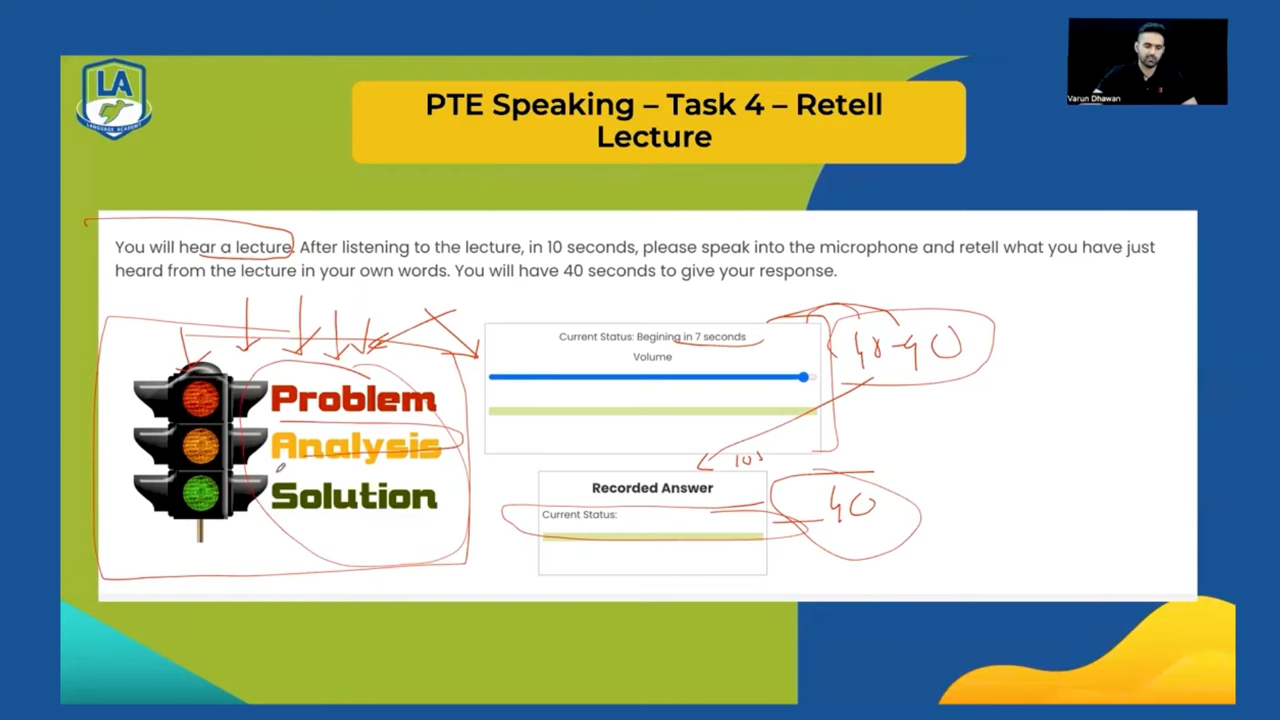 LA
LANGUAGE ACADEMY
Varun Dhawan
PTE Speaking – Task 4 – Retell
Lecture
You will hear a lecture. After listening to the lecture, in 10 seconds, please speak into the microphone and retell what you have just
heard from the lecture in your own words. You will have 40 seconds to give your response.
Problem
Analysis
Solution
Current Status: Begining in 7 seconds
Volume
10s
Recorded Answer
Current Status:
40